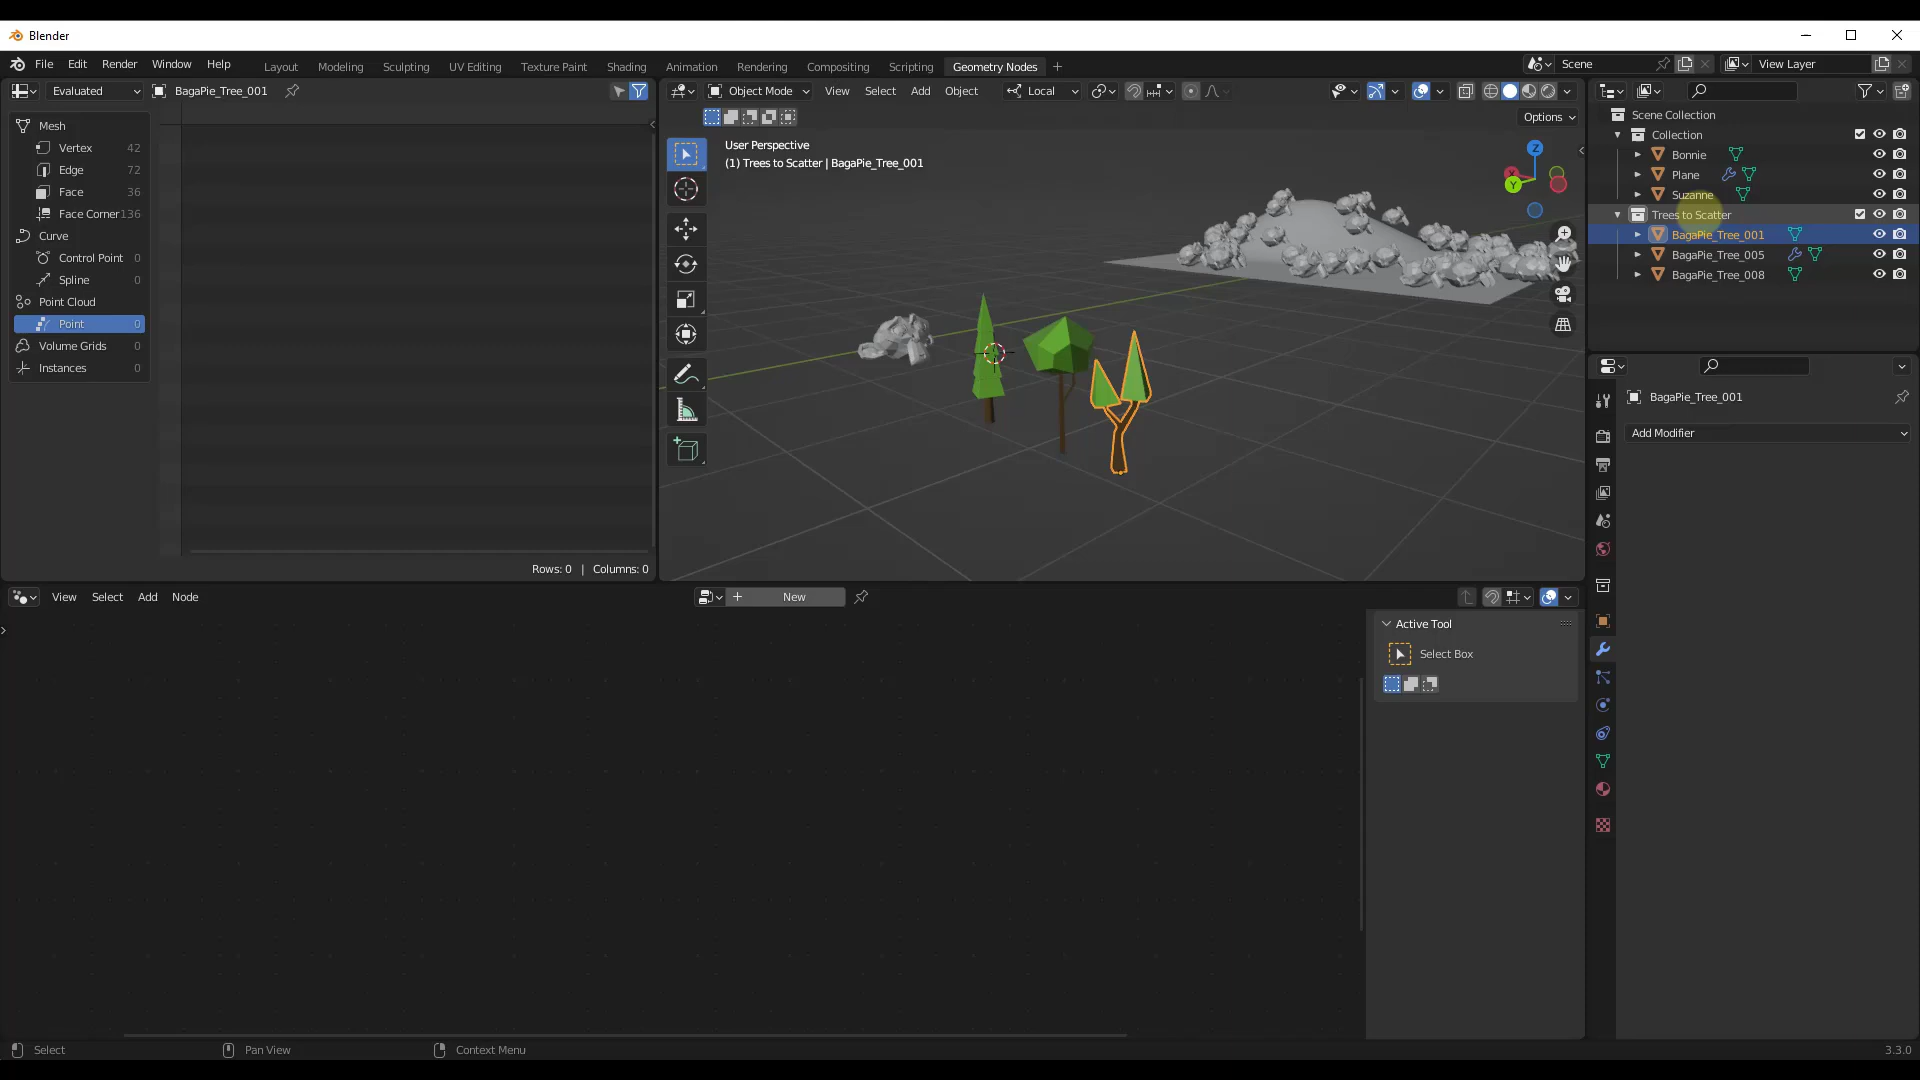 Blender
File Edit Render Window Help Layout Modeling Sculpting UV Editing Texture Paint Shading Animation Rendering Compositing Scripting Geometry Nodes + Scene View Layer
Evaluated BagaPie_Tree_001
Mesh
Vertex 42
Edge 72
Face 36
Face Corner 136
Curve
Control Point 0
Spline 0
Point Cloud
Point 0
Volume Grids 0
Instances 0
Rows: 0 | Columns: 0
Object Mode View Select Add Object Local
Options
User Perspective
(1) Trees to Scatter | BagaPie_Tree_001
Z
Y
Scene Collection
Collection
Bonnie
Plane
Suzanne
Trees to Scatter
BagaPie_Tree_001
BagaPie_Tree_005
BagaPie_Tree_008
BagaPie_Tree_001
Add Modifier
View Select Add Node + New
Active Tool
Select Box
Select Pan View Context Menu 3.3.0